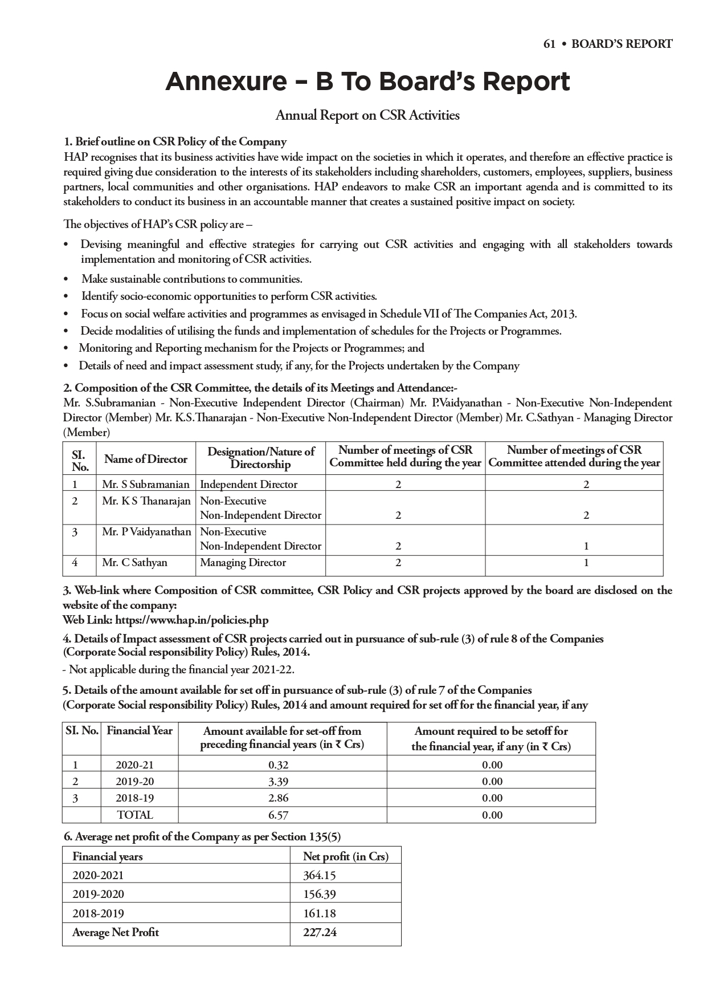 61 • BOARD’S REPORT
Annexure – B To Board’s Report
Annual Report on CSR Activities
1. Brief outline on CSR Policy of the Company
HAP recognises that its business activities have wide impact on the societies in which it operates, and therefore an effective practice is
required giving due consideration to the interests of its stakeholders including shareholders, customers, employees, suppliers, business
partners, local communities and other organisations. HAP endeavors to make CSR an important agenda and is committed to its
stakeholders to conduct its business in an accountable manner that creates a sustained positive impact on society.
The objectives of HAP’s CSR policy are –
• Devising meaningful and effective strategies for carrying out CSR activities and engaging with all stakeholders towards
implementation and monitoring of CSR activities.
• Make sustainable contributions to communities.
• Identify socio-economic opportunities to perform CSR activities.
• Focus on social welfare activities and programmes as envisaged in Schedule VII of The Companies Act, 2013.
• Decide modalities of utilising the funds and implementation of schedules for the Projects or Programmes.
• Monitoring and Reporting mechanism for the Projects or Programmes; and
• Details of need and impact assessment study, if any, for the Projects undertaken by the Company
2. Composition of the CSR Committee, the details of its Meetings and Attendance:-
Mr. S.Subramanian - Non-Executive Independent Director (Chairman) Mr. P.Vaidyanathan - Non-Executive Non-Independent
Director (Member) Mr. K.S.Thanarajan - Non-Executive Non-Independent Director (Member) Mr. C.Sathyan - Managing Director
(Member)
SI. No. Name of Director Designation/Nature of Directorship Number of meetings of CSR Committee held during the year Number of meetings of CSR Committee attended during the year
1 Mr. S Subramanian Independent Director 2 2
2 Mr. K S Thanarajan Non-Executive
Non-Independent Director 2 2
3 Mr. P Vaidyanathan Non-Executive
Non-Independent Director 2 1
4 Mr. C Sathyan Managing Director 2 1
3. Web-link where Composition of CSR committee, CSR Policy and CSR projects approved by the board are disclosed on the
website of the company:
Web Link: https://www.hap.in/policies.php
4. Details of Impact assessment of CSR projects carried out in pursuance of sub-rule (3) of rule 8 of the Companies
(Corporate Social responsibility Policy) Rules, 2014.
- Not applicable during the financial year 2021-22.
5. Details of the amount available for set off in pursuance of sub-rule (3) of rule 7 of the Companies
(Corporate Social responsibility Policy) Rules, 2014 and amount required for set off for the financial year, if any
SI. No. Financial Year Amount available for set-off from preceding financial years (in ₹ Crs) Amount required to be setoff for the financial year, if any (in ₹ Crs)
1 2020-21 0.32 0.00
2 2019-20 3.39 0.00
3 2018-19 2.86 0.00
TOTAL 6.57 0.00
6. Average net profit of the Company as per Section 135(5)
Financial years Net profit (in Crs)
2020-2021 364.15
2019-2020 156.39
2018-2019 161.18
Average Net Profit 227.24